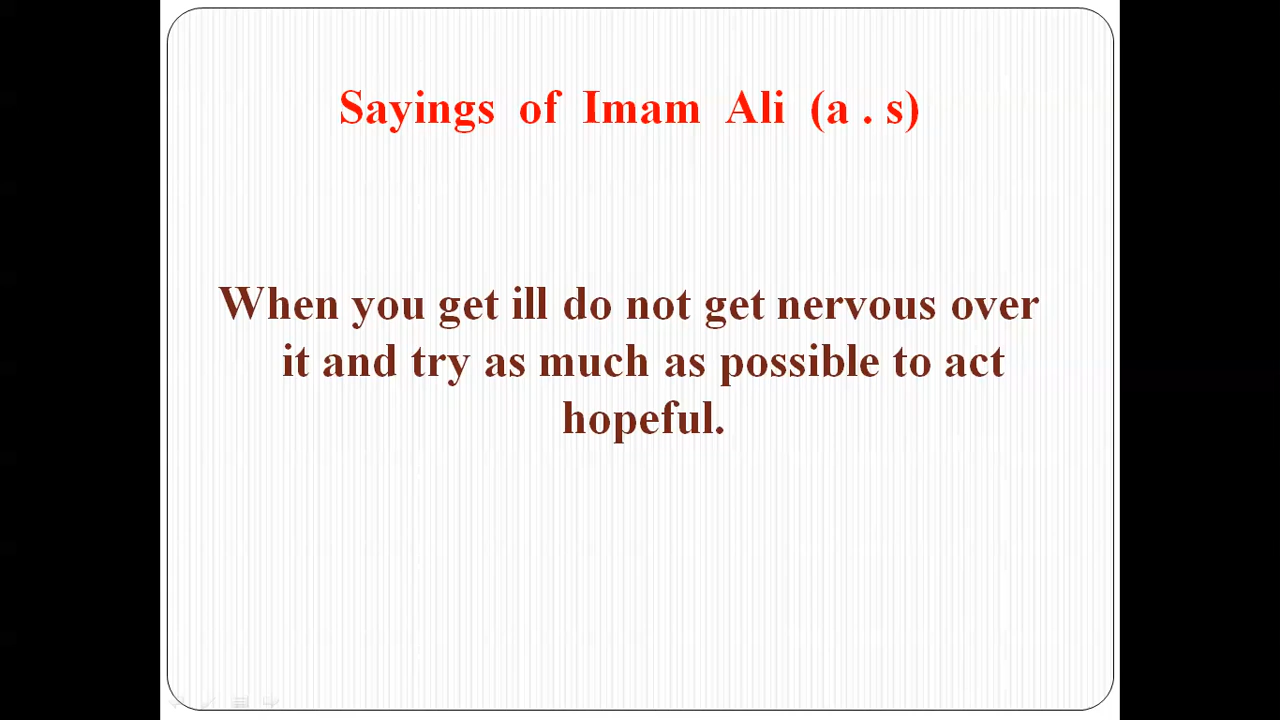 Sayings of Imam Ali (a . s)
When you get ill do not get nervous over
it and try as much as possible to act
hopeful.